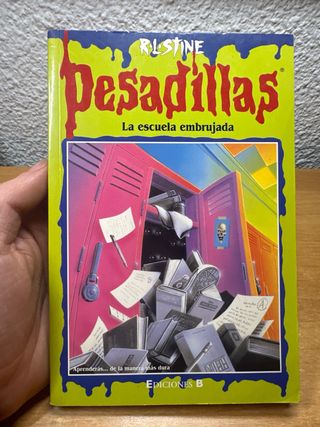 R.L. STINE
Pesadillas®
La escuela embrujada
A
Aprenderás... de la manera más dura
EDICIONES B